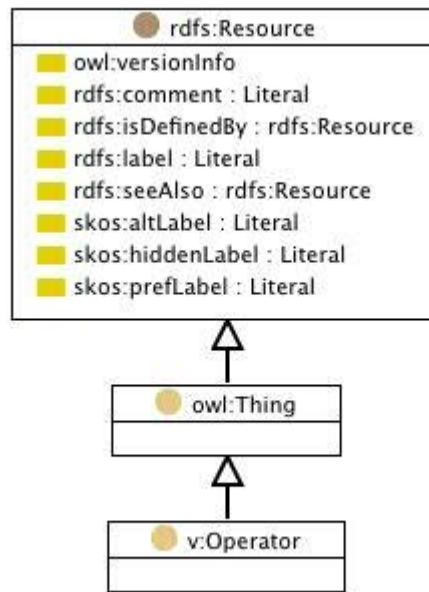 rdfs:Resource
owl:versionInfo
rdfs:comment : Literal
rdfs:isDefinedBy : rdfs:Resource
rdfs:label : Literal
rdfs:seeAlso : rdfs:Resource
skos:altLabel : Literal
skos:hiddenLabel : Literal
skos:prefLabel : Literal
owl:Thing
v:Operator